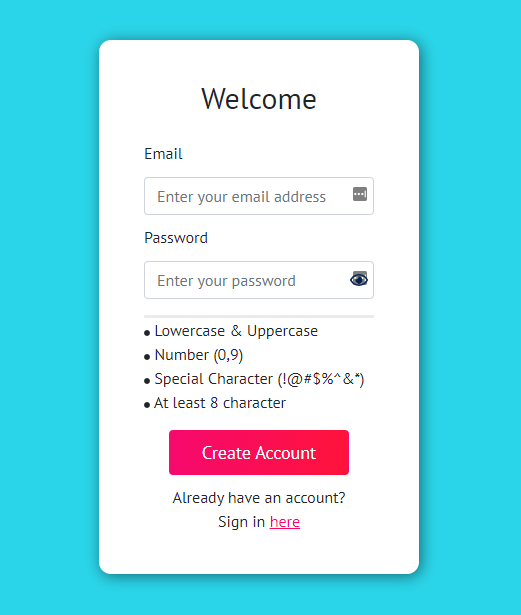 Welcome
Email
Enter your email address
Password
Enter your password
● Lowercase & Uppercase
● Number (0,9)
● Special Character (!@#$%^&*)
● At least 8 character
Create Account
Already have an account?
Sign in here